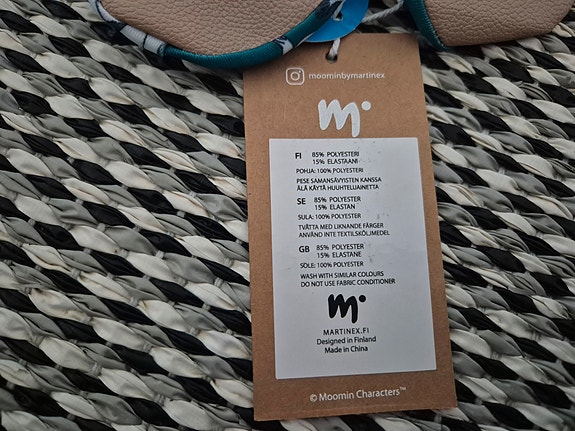 moominbymartinex
m
FI 85% POLYESTERI
15% ELASTAANI
POHJA: 100% POLYESTERI
PESE SAMANSÄVYISTEN KANSSA
ÄLÄ KÄYTÄ HUUHTELUAINETTA
SE 85% POLYESTER
15% ELASTAN
SULA: 100% POLYESTER
TVÄTTA MED LIKNANDE FÄRGER
ANVÄND INTE TEXTILSKÖLJMEDEL
GB 85% POLYESTER
15% ELASTANE
SOLE: 100% POLYESTER
WASH WITH SIMILAR COLOURS
DO NOT USE FABRIC CONDITIONER
m
MARTINEX.FI
Designed in Finland
Made in China
© Moomin Characters™